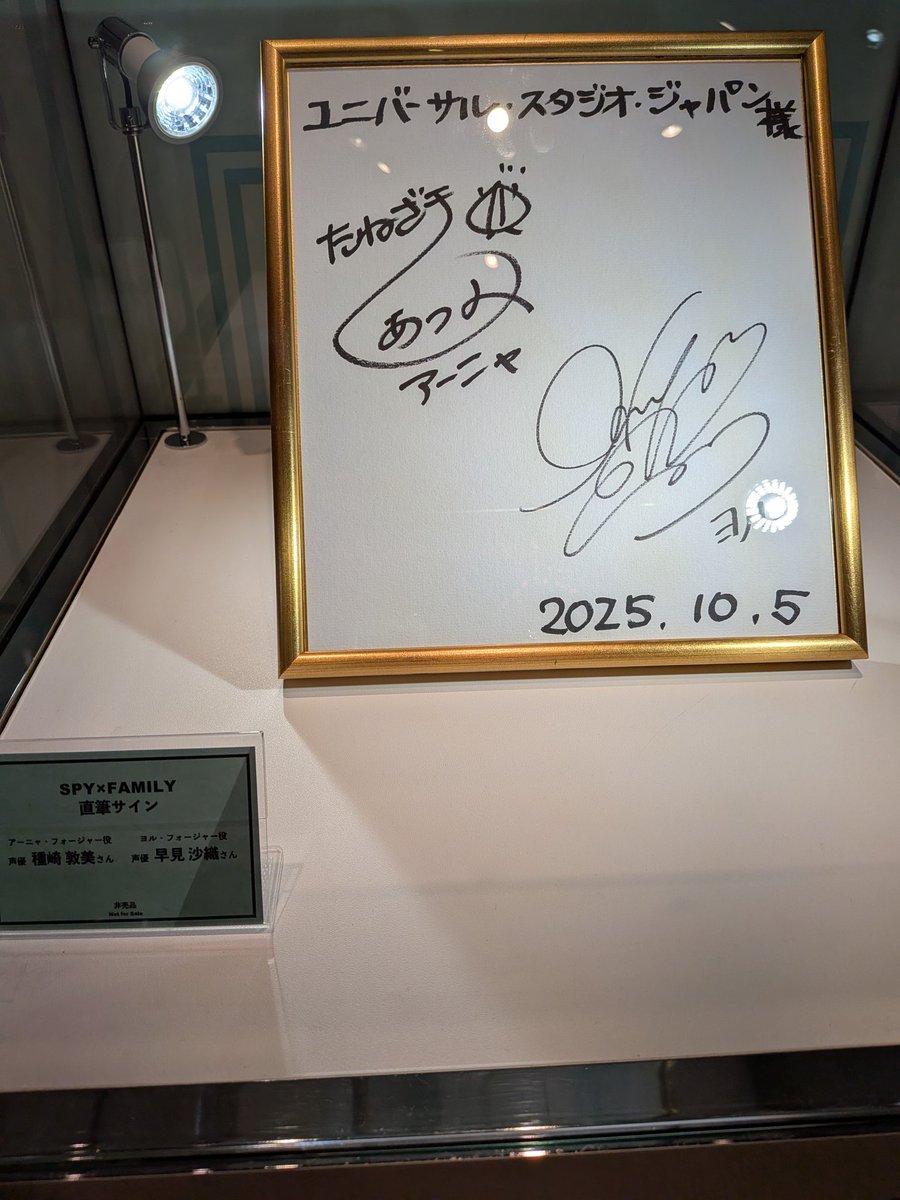 ユニバーサル・スタジオ・ジャパン様
たねざき
あつみ
アーニャ
ヨル
2025.10.5
SPY×FAMILY
直筆サイン
アーニャ・フォージャー役 ヨル・フォージャー役
声優 種﨑 敦美さん 声優 早見 沙織さん
非売品
Not for Sale